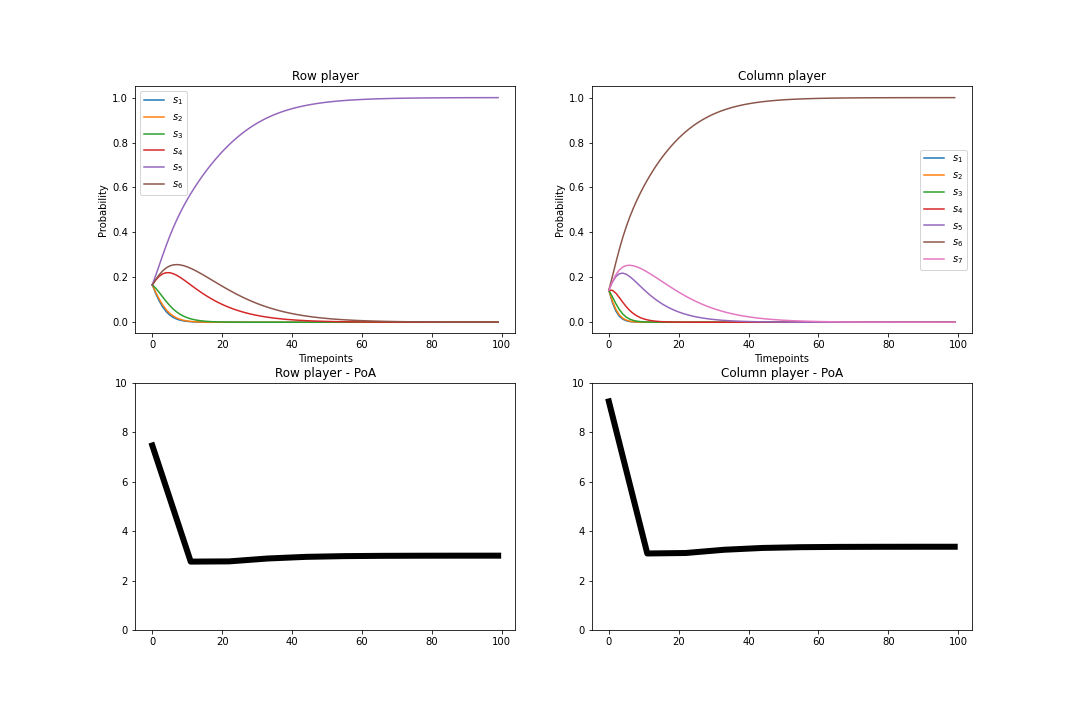 Row player
1.0
0.8
0.6
0.4
0.2
0.0
Probability
s₁
s₂
s₃
s₄
s₅
s₆
0 20 40 60 80 100
Timepoints
Column player
1.0
0.8
0.6
0.4
0.2
0.0
Probability
s₁
s₂
s₃
s₄
s₅
s₆
s₇
0 20 40 60 80 100
Timepoints
Row player - PoA
10
8
6
4
2
0
0 20 40 60 80 100
Column player - PoA
10
8
6
4
2
0
0 20 40 60 80 100